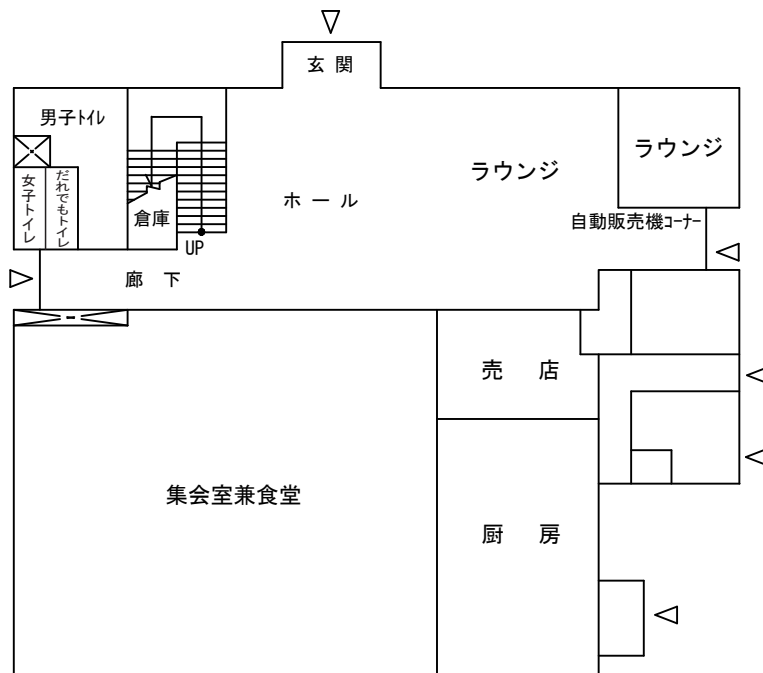 玄 関
男子ﾄｲﾚ
ラウンジ
ラウンジ
だれでもトイレ
女子トイレ
ホ ー ル
倉庫
自動販売機ｺｰﾅｰ
UP
廊 下
売 店
集会室兼食堂
厨 房